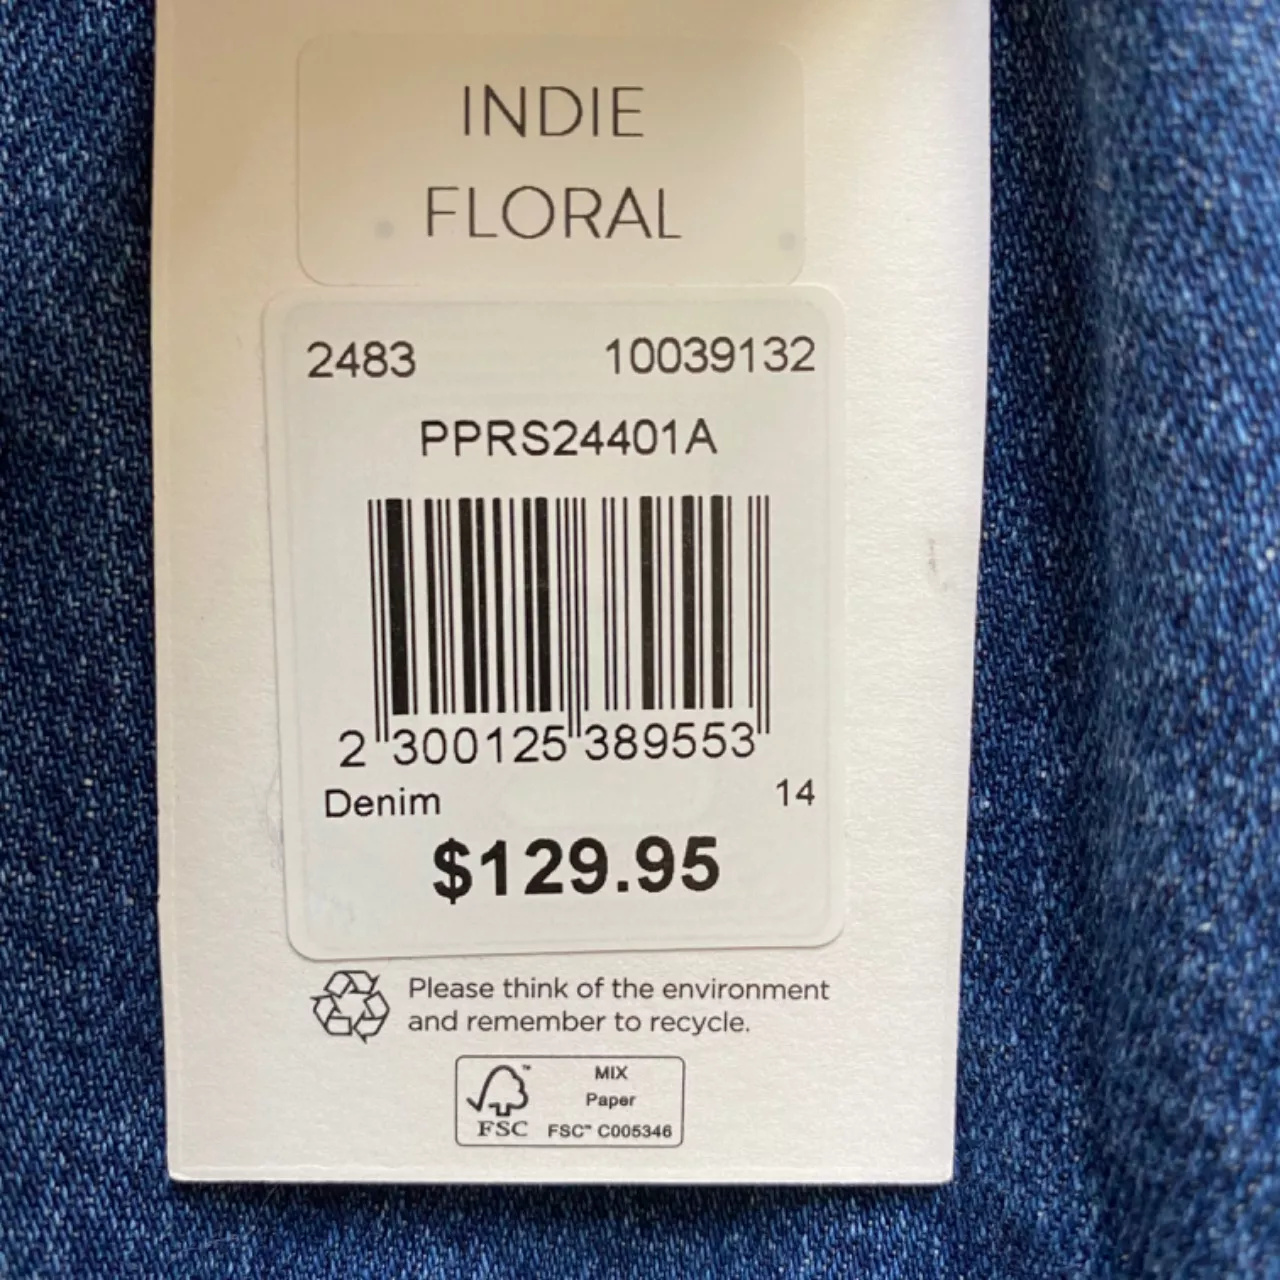 INDIE
FLORAL
2483 10039132
PPRS24401A
2 300125 389553
Denim 14
$129.95
Please think of the environment
and remember to recycle.
MIX
Paper
FSC FSC™ C005346